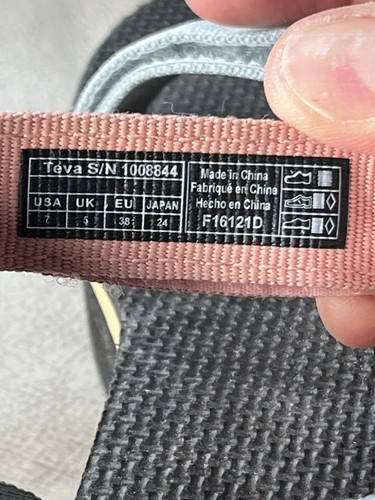 Teva S/N 1008844
USA UK EU JAPAN
7 5 38 24
Made in China
Fabriqué en Chine
Hecho en China
F16121D